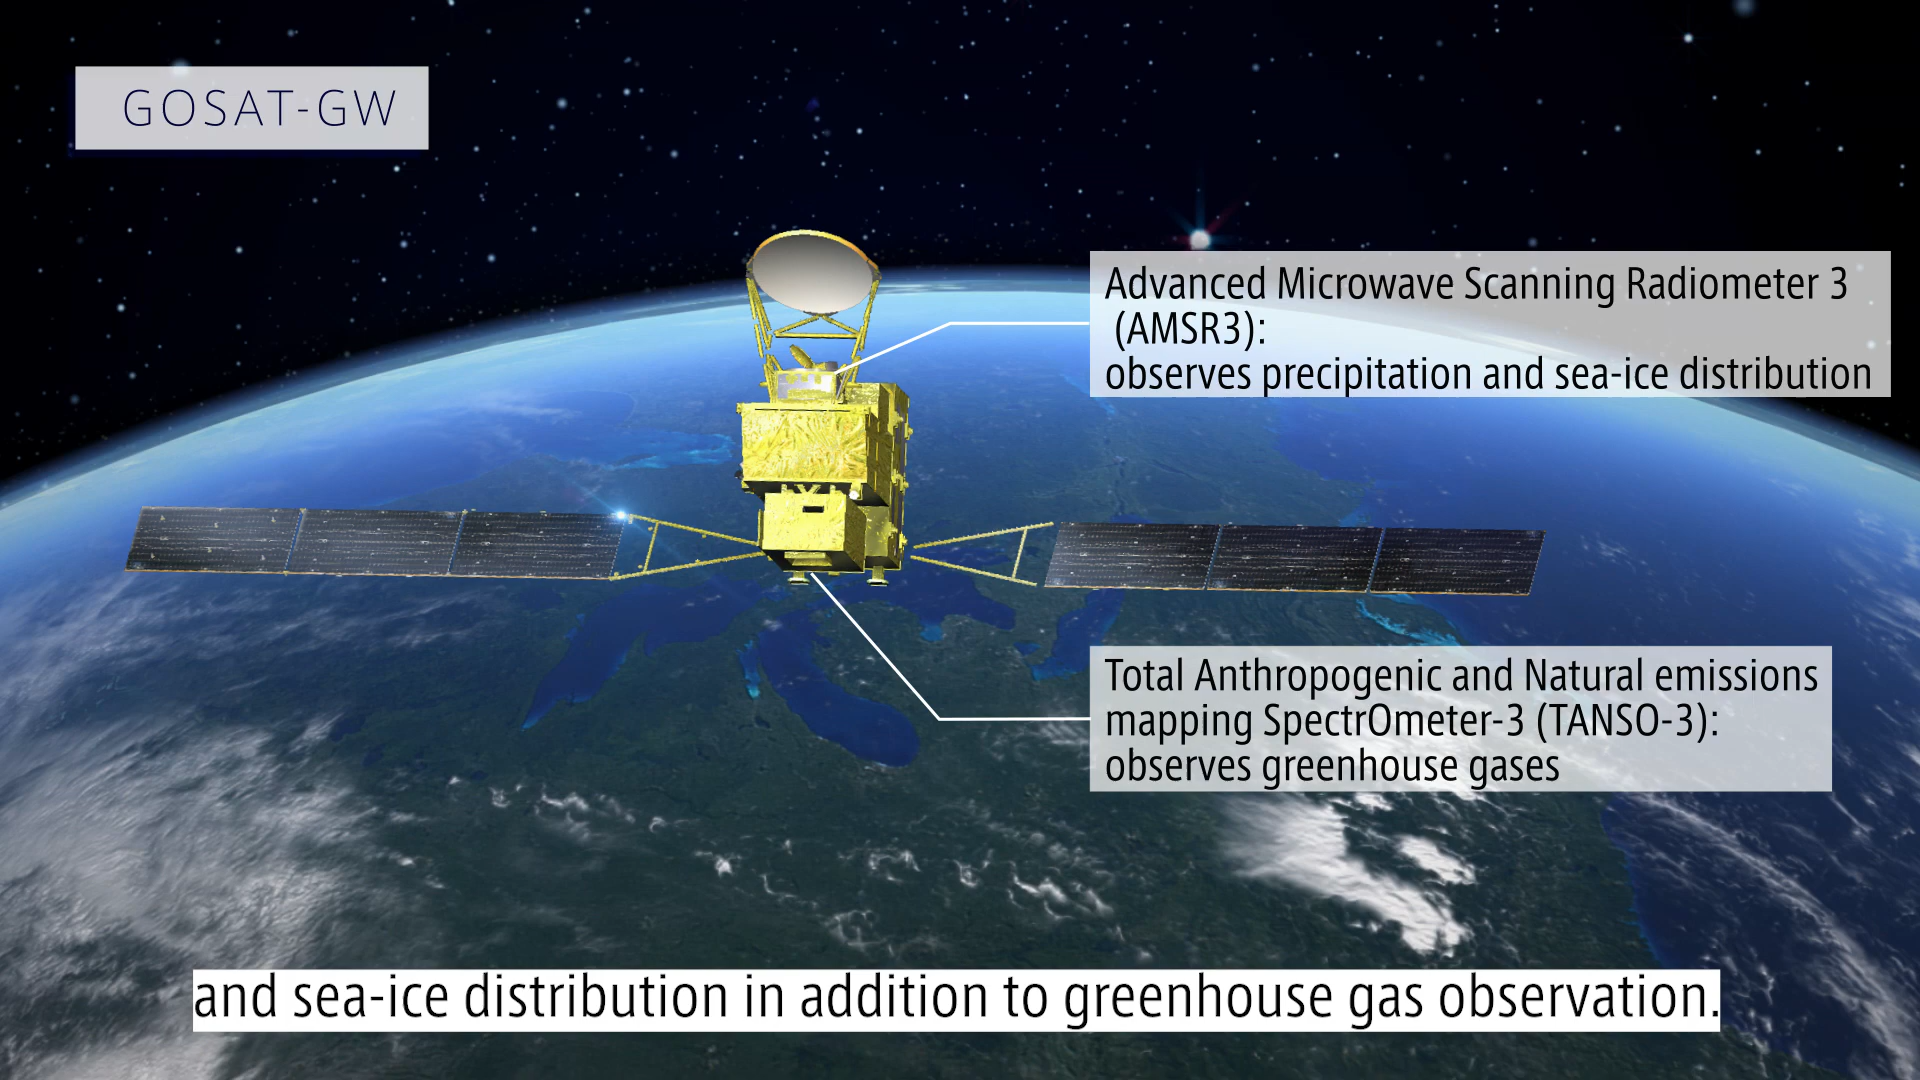 GOSAT-GW
Advanced Microwave Scanning Radiometer 3
(AMSR3):
observes precipitation and sea-ice distribution
Total Anthropogenic and Natural emissions
mapping SpectrOmeter-3 (TANSO-3):
observes greenhouse gases
and sea-ice distribution in addition to greenhouse gas observation.